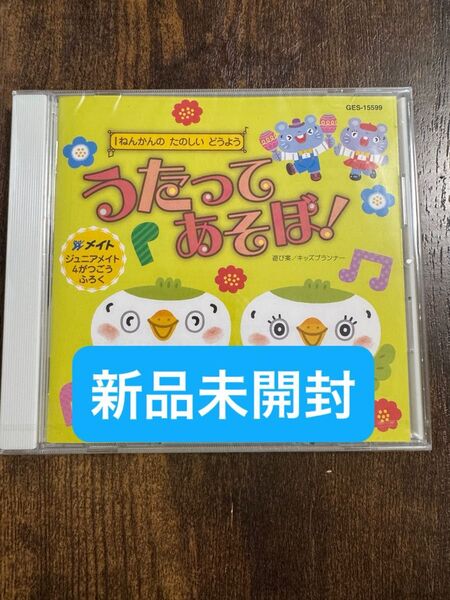 GES-15599
1ねんかんの たのしい どうよう
うたって
あそぼ!
メイト
ジュニアメイト
4がつごう
ふろく
遊び案/キッズプランナー
新品未開封